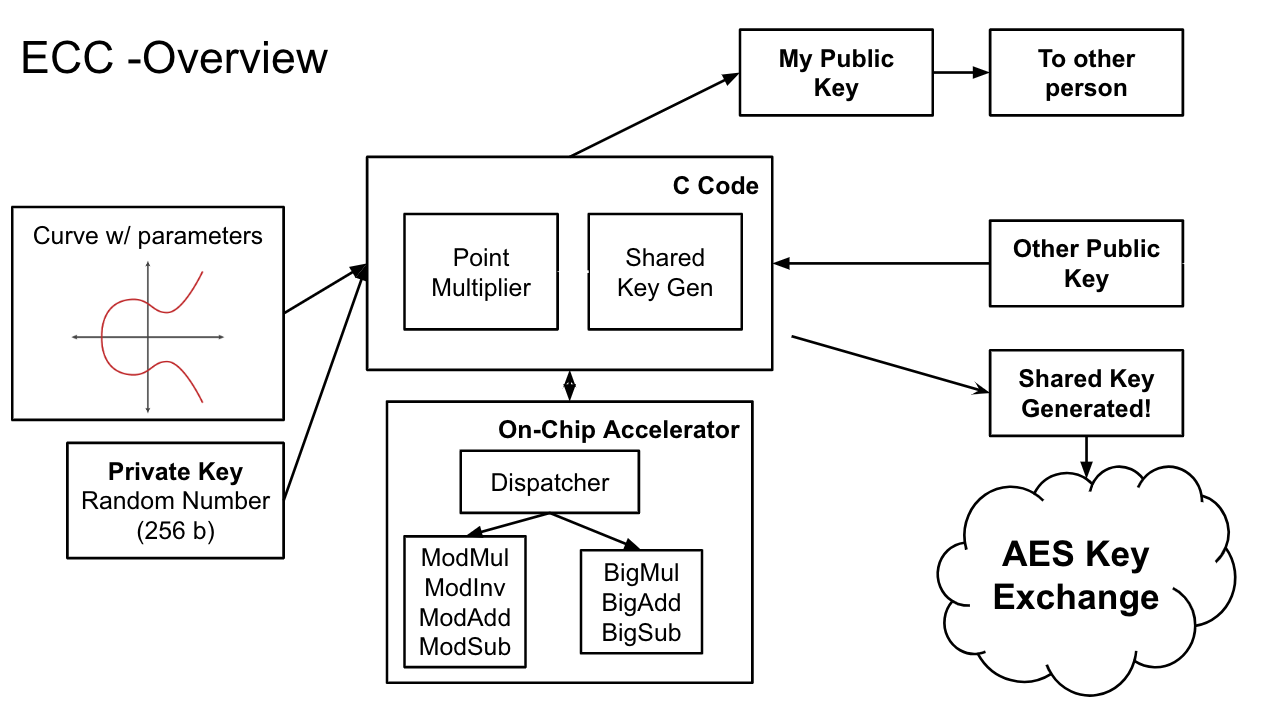 ECC -Overview
My Public
Key
To other
person
C Code
Curve w/ parameters
Point
Multiplier
Shared
Key Gen
Other Public
Key
Shared Key
Generated!
On-Chip Accelerator
Private Key
Random Number
(256 b)
Dispatcher
ModMul
ModInv
ModAdd
ModSub
BigMul
BigAdd
BigSub
AES Key
Exchange